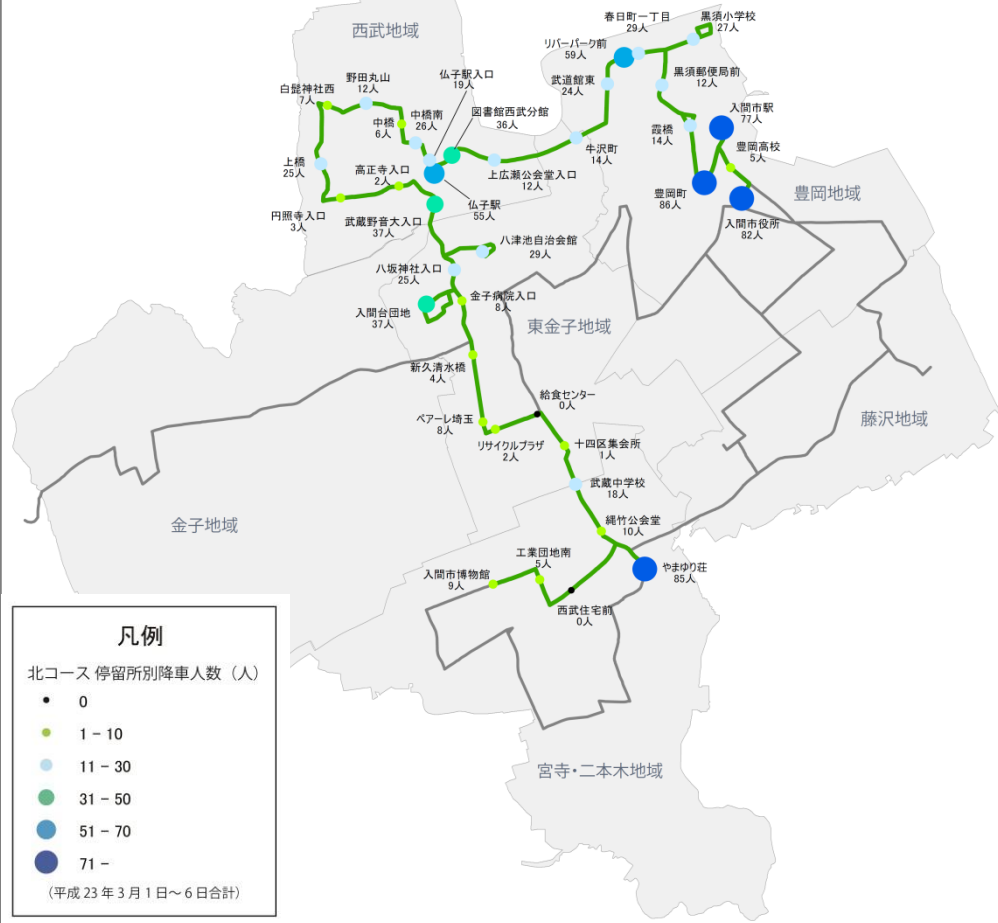 西武地域
春日町一丁目
29人
黒須小学校
27人
リバーパーク前
59人
武道館東
24人
黒須郵便局前
12人
入間市駅
77人
霞橋
14人
豊岡高校
5人
豊岡町
86人
入間市役所
82人
豊岡地域
牛沢町
14人
上広瀬公会堂入口
12人
図書館西武分館
36人
仏子駅入口
19人
仏子駅
55人
野田丸山
12人
白髭神社西
7人
中橋
6人
中橋南
26人
上橋
25人
高正寺入口
2人
円照寺入口
3人
武蔵野音大入口
37人
八津池自治会館
29人
八坂神社入口
25人
金子病院入口
8人
入間台団地
37人
東金子地域
新久清水橋
4人
給食センター
0人
ペアーレ埼玉
8人
リサイクルプラザ
2人
十四区集会所
1人
藤沢地域
武蔵中学校
18人
縄竹公会堂
10人
金子地域
工業団地南
5人
入間市博物館
9人
やまゆり荘
85人
西武住宅前
0人
宮寺・二本木地域
凡例
北コース 停留所別降車人数（人）
0
1 - 10
11 - 30
31 - 50
51 - 70
71 -
（平成 23 年 3 月 1 日～ 6 日合計）